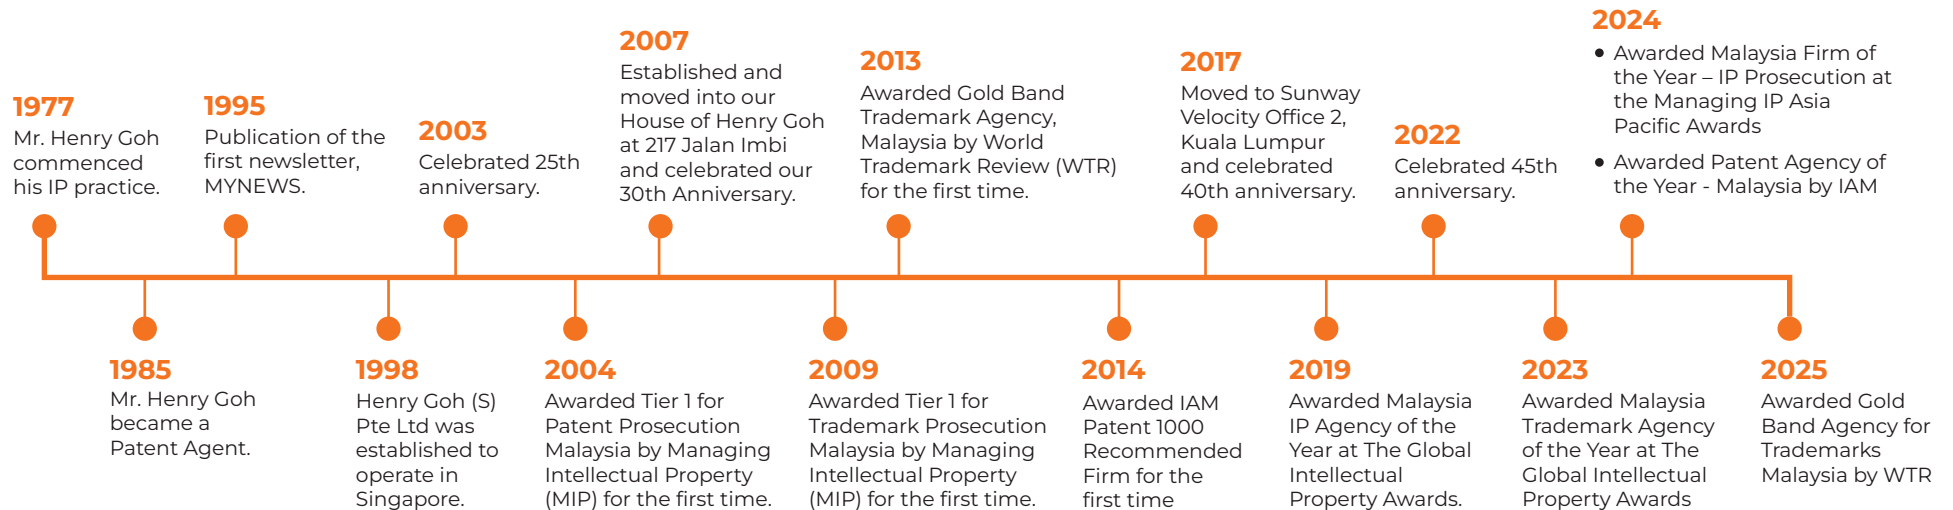 1977
Mr. Henry Goh
commenced
his IP practice.
1985
Mr. Henry Goh
became a
Patent Agent.
1995
Publication of the
first newsletter,
MYNEWS.
1998
Henry Goh (S)
Pte Ltd was
established to
operate in
Singapore.
2003
Celebrated 25th
anniversary.
2004
Awarded Tier 1 for
Patent Prosecution
Malaysia by Managing
Intellectual Property
(MIP) for the first time.
2007
Established and
moved into our
House of Henry Goh
at 217 Jalan Imbi
and celebrated our
30th Anniversary.
2009
Awarded Tier 1 for
Trademark Prosecution
Malaysia by Managing
Intellectual Property
(MIP) for the first time.
2013
Awarded Gold Band
Trademark Agency,
Malaysia by World
Trademark Review (WTR)
for the first time.
2014
Awarded IAM
Patent 1000
Recommended
Firm for the
first time
2017
Moved to Sunway
Velocity Office 2,
Kuala Lumpur
and celebrated
40th anniversary.
2019
Awarded Malaysia
IP Agency of the
Year at The Global
Intellectual
Property Awards.
2022
Celebrated 45th
anniversary.
2023
Awarded Malaysia
Trademark Agency
of the Year at The
Global Intellectual
Property Awards
2024
• Awarded Malaysia Firm of
the Year – IP Prosecution at
the Managing IP Asia
Pacific Awards
• Awarded Patent Agency of
the Year - Malaysia by IAM
2025
Awarded Gold
Band Agency for
Trademarks
Malaysia by WTR